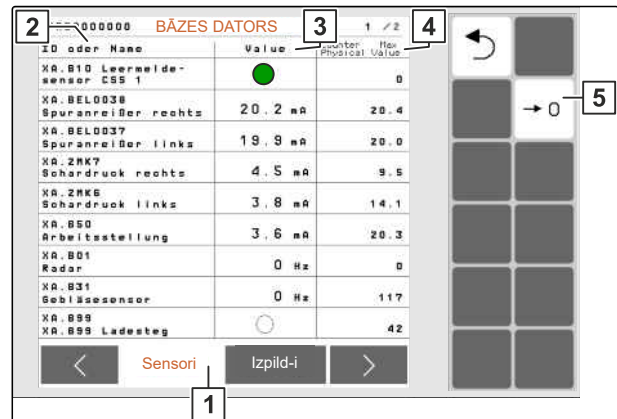 BĀZES DATORS 1 /2
2 3 4
ID oder Name Value Counter Max
Physical Value
XA.B10 Leermelde-
sensor CSS 1 0
XA.BEL0038
Spuranreißer rechts 20.2 mA 20.4
XA.BEL0037
Spuranreißer links 19.9 mA 20.0
XA.2MK7
Schardruck rechts 4.5 mA 9.5
XA.2MK6
Schardruck links 3.8 mA 14.1
XA.B50
Arbeitsstellung 3.6 mA 20.3
XA.B01
Radar 0 Hz 0
XA.B31
Gebläsesensor 0 Hz 117
XA.B99
XA.B99 Ladesteg 42
→ 0 5
< Sensori Izpild-i >
1